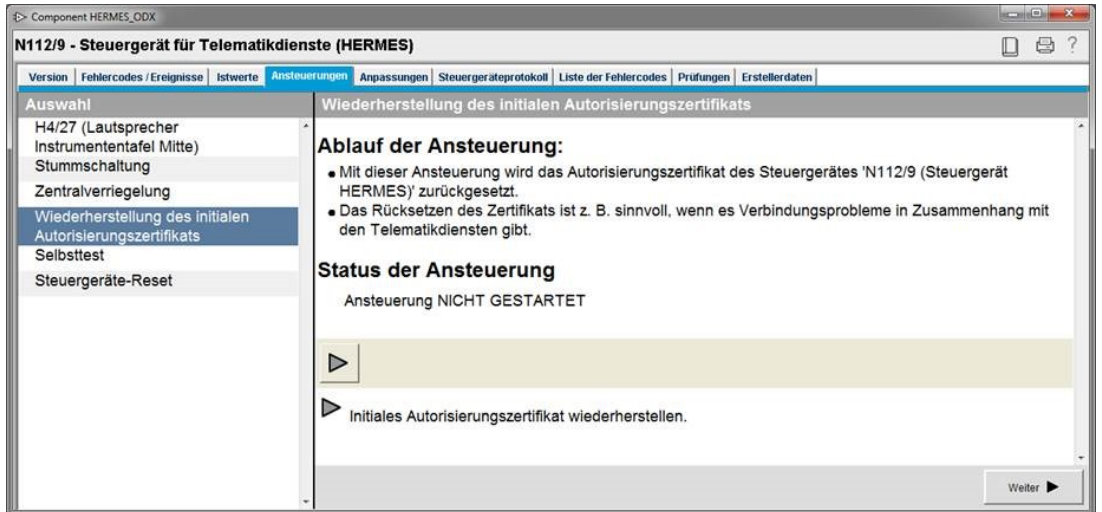 Component HERMES_ODX
N112/9 - Steuergerät für Telematikdienste (HERMES)
?
Version
Fehlercodes / Ereignisse
Istwerte
Ansteuerungen
Anpassungen
Steuergeräteprotokoll
Liste der Fehlercodes
Prüfungen
Erstellerdaten
Auswahl
H4/27 (Lautsprecher
Instrumententafel Mitte)
Stummschaltung
Zentralverriegelung
Wiederherstellung des initialen
Autorisierungszertifikats
Selbsttest
Steuergeräte-Reset
Wiederherstellung des initialen Autorisierungszertifikats
Ablauf der Ansteuerung:
• Mit dieser Ansteuerung wird das Autorisierungszertifikat des Steuergerätes 'N112/9 (Steuergerät
HERMES)' zurückgesetzt.
• Das Rücksetzen des Zertifikats ist z. B. sinnvoll, wenn es Verbindungsprobleme in Zusammenhang mit
den Telematikdiensten gibt.
Status der Ansteuerung
Ansteuerung NICHT GESTARTET
Initiales Autorisierungszertifikat wiederherstellen.
Weiter